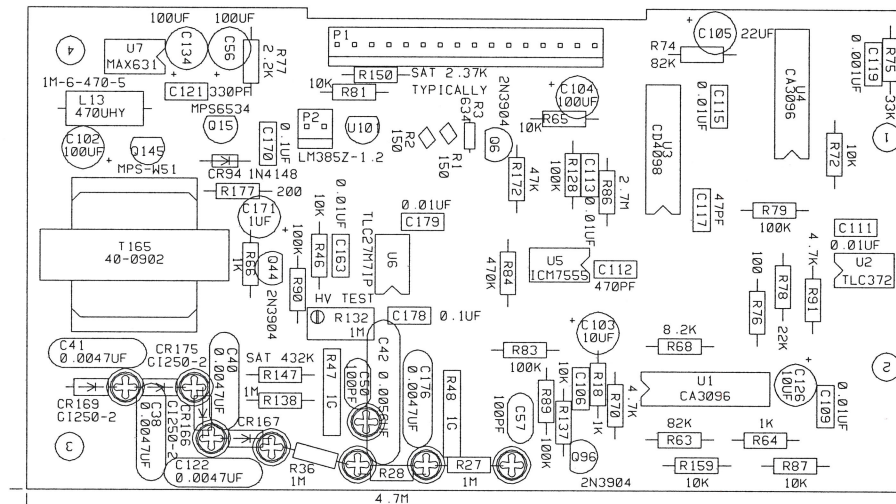 100UF
100UF
P1
C105
22UF
4
U7
MAX631
C134
C56
R77
2.2K
R74
82K
U4
CA3096
C119
0.001UF
R75
33K
1M-6-470-5
L13
470UHY
C121
330PF
R150
SAT 2.37K
10K
R81
TYPICALLY
2N3904
C104
100UF
C115
0.01UF
MPS6534
Q15
P2
U101
R3
634
10K
R65
U3
CD4098
1
C102
100UF
Q145
MPS-W51
C170
0.1UF
LM385Z-1.2
R2
150
R1
150
Q6
R72
10K
CR94
1N4148
R177
200
R172
47K
R128
100K
C113
0.01UF
R86
2.7M
C171
1UF
10K
0.01UF
0.01UF
C179
TLC27M7IP
C117
47PF
R79
100K
C111
0.01UF
T165
40-0902
R66
1K
Q44
2N3904
100K
R90
R46
C163
U6
R84
470K
U5
ICM7555
C112
470PF
4.7K
U2
TLC372
100
R76
R78
22K
R91
HV TEST
R132
1M
C178
0.1UF
C103
10UF
8.2K
R68
C41
0.0047UF
CR175
GI250-2
C40
0.0047UF
SAT 432K
R147
1M
R138
R47
1G
C50
100PF
C42
0.0056UF
C176
0.0047UF
R48
1G
R83
100K
10K
C106
R18
1K
R70
4.7K
U1
CA3096
C126
10UF
C109
0.01UF
2
CR169
GI250-2
C38
0.0047UF
CR166
GI250-2
CR167
C57
100PF
R89
100K
R137
82K
R63
1K
R64
3
C122
0.0047UF
R36
1M
R28
R27
1M
Q96
2N3904
R159
10K
R87
10K
4.7M